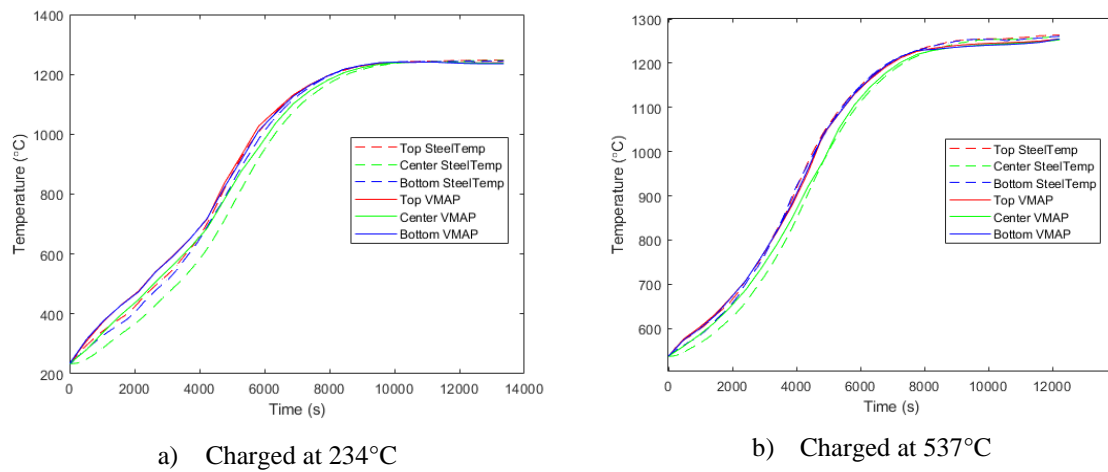 1400
1200
1000
800
600
400
200
0
2000
4000
6000
8000
10000
12000
14000
Temperature (°C)
Time (s)
Top SteelTemp
Center SteelTemp
Bottom SteelTemp
Top VMAP
Center VMAP
Bottom VMAP
a) Charged at 234°C
1300
1200
1100
1000
900
800
700
600
0
2000
4000
6000
8000
10000
12000
Temperature (°C)
Time (s)
Top SteelTemp
Center SteelTemp
Bottom SteelTemp
Top VMAP
Center VMAP
Bottom VMAP
b) Charged at 537°C